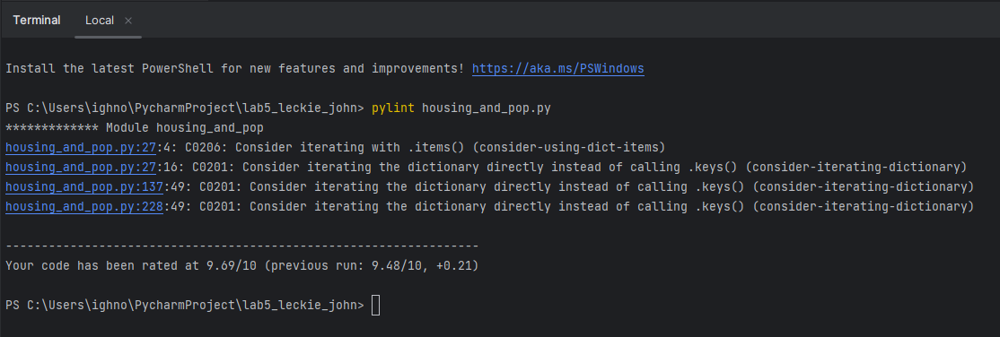 Terminal Local ×
Install the latest PowerShell for new features and improvements! https://aka.ms/PSWindows
PS C:\Users\ighno\PycharmProject\lab5_leckie_john> pylint housing_and_pop.py
************* Module housing_and_pop
housing_and_pop.py:27:4: C0206: Consider iterating with .items() (consider-using-dict-items)
housing_and_pop.py:27:16: C0201: Consider iterating the dictionary directly instead of calling .keys() (consider-iterating-dictionary)
housing_and_pop.py:137:49: C0201: Consider iterating the dictionary directly instead of calling .keys() (consider-iterating-dictionary)
housing_and_pop.py:228:49: C0201: Consider iterating the dictionary directly instead of calling .keys() (consider-iterating-dictionary)
------------------------------------------------------------------
Your code has been rated at 9.69/10 (previous run: 9.48/10, +0.21)
PS C:\Users\ighno\PycharmProject\lab5_leckie_john>